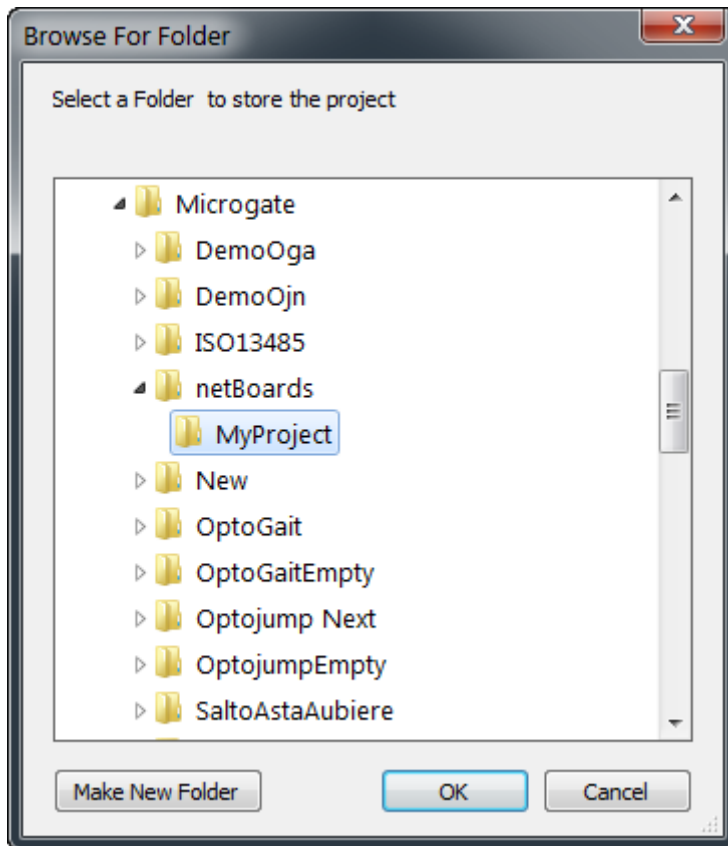 Browse For Folder
Select a Folder to store the project
Microgate
DemoOga
DemoOjn
ISO13485
netBoards
MyProject
New
OptoGait
OptoGaitEmpty
Optojump Next
OptojumpEmpty
SaltoAstaAubiere
Make New Folder
OK
Cancel